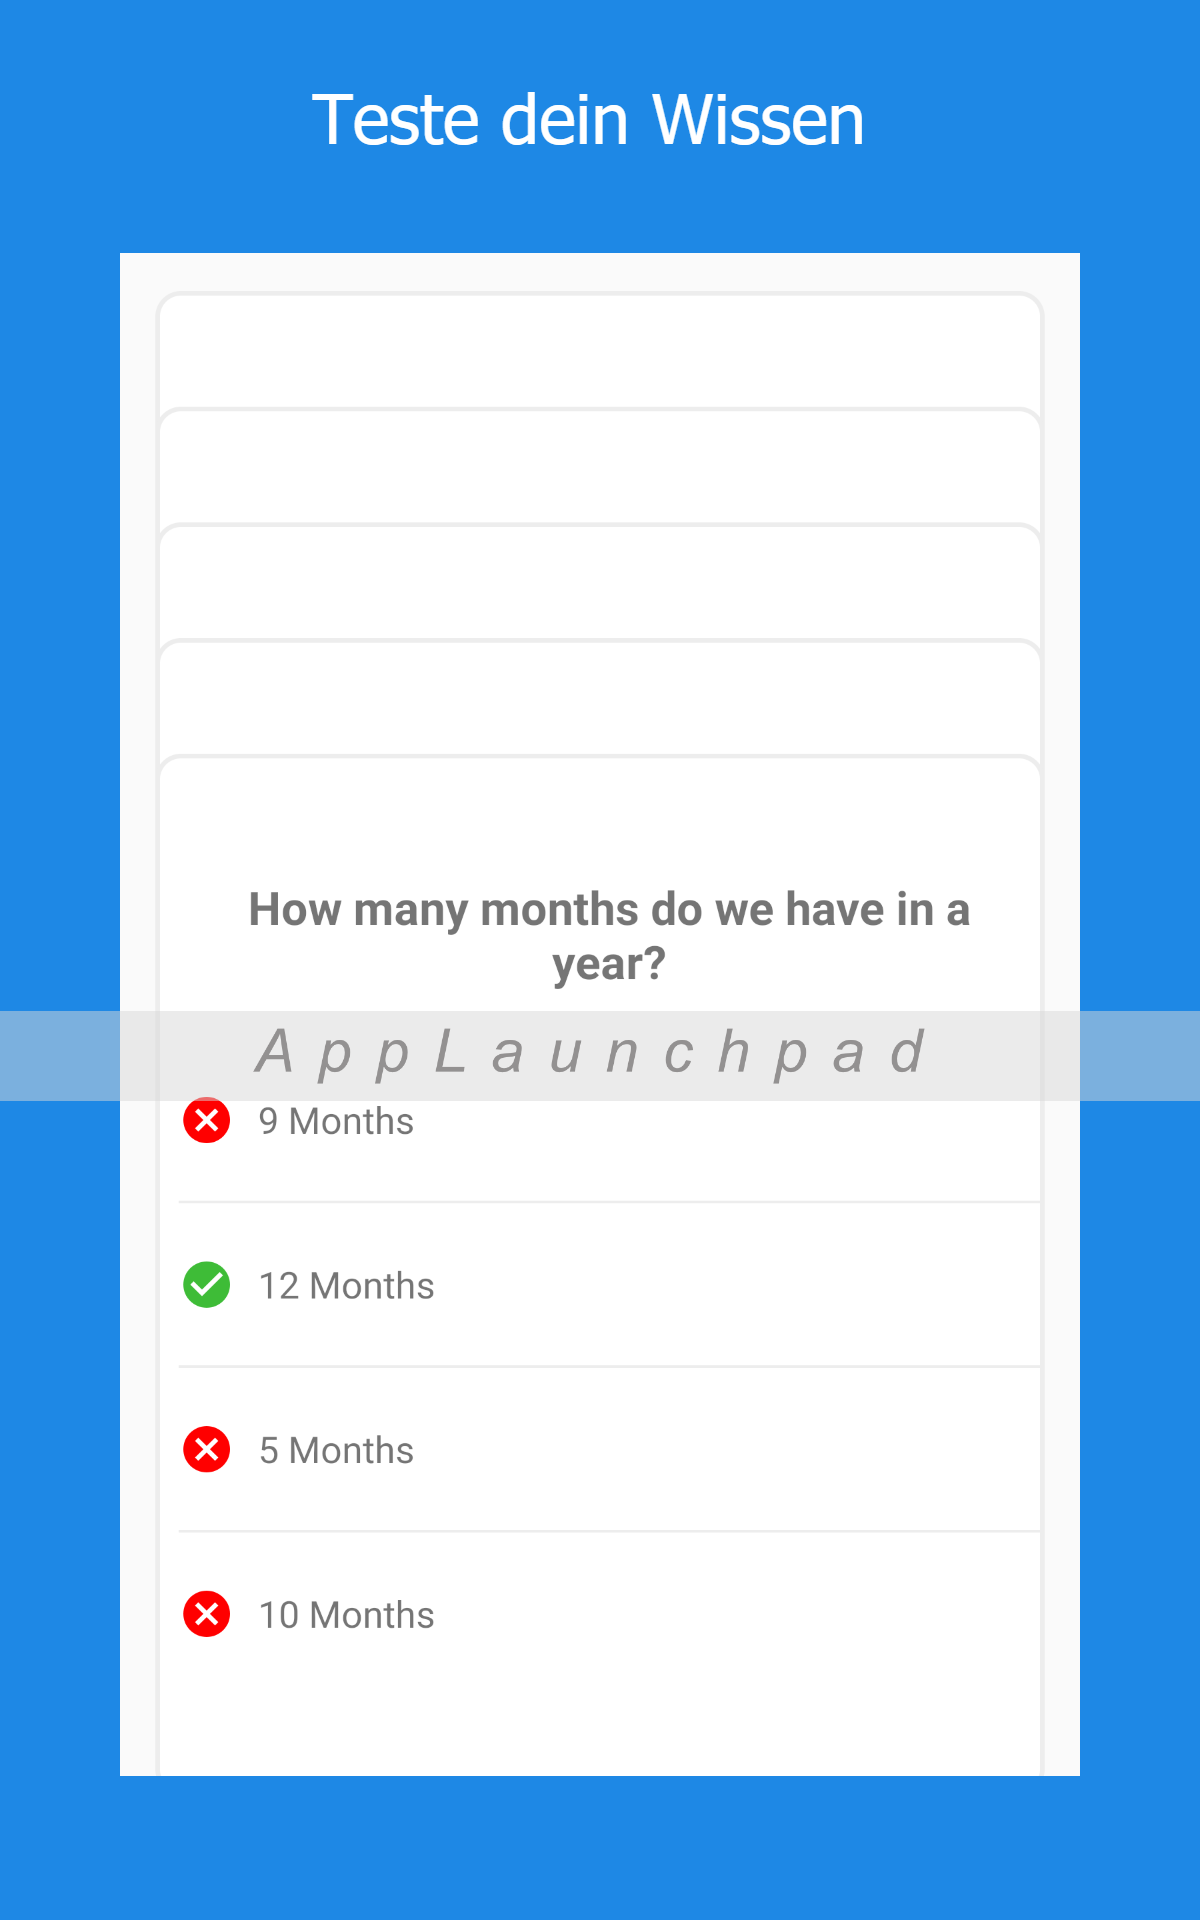 Teste dein Wissen
How many months do we have in a
year?
AppLaunchpad
9 Months
12 Months
5 Months
10 Months